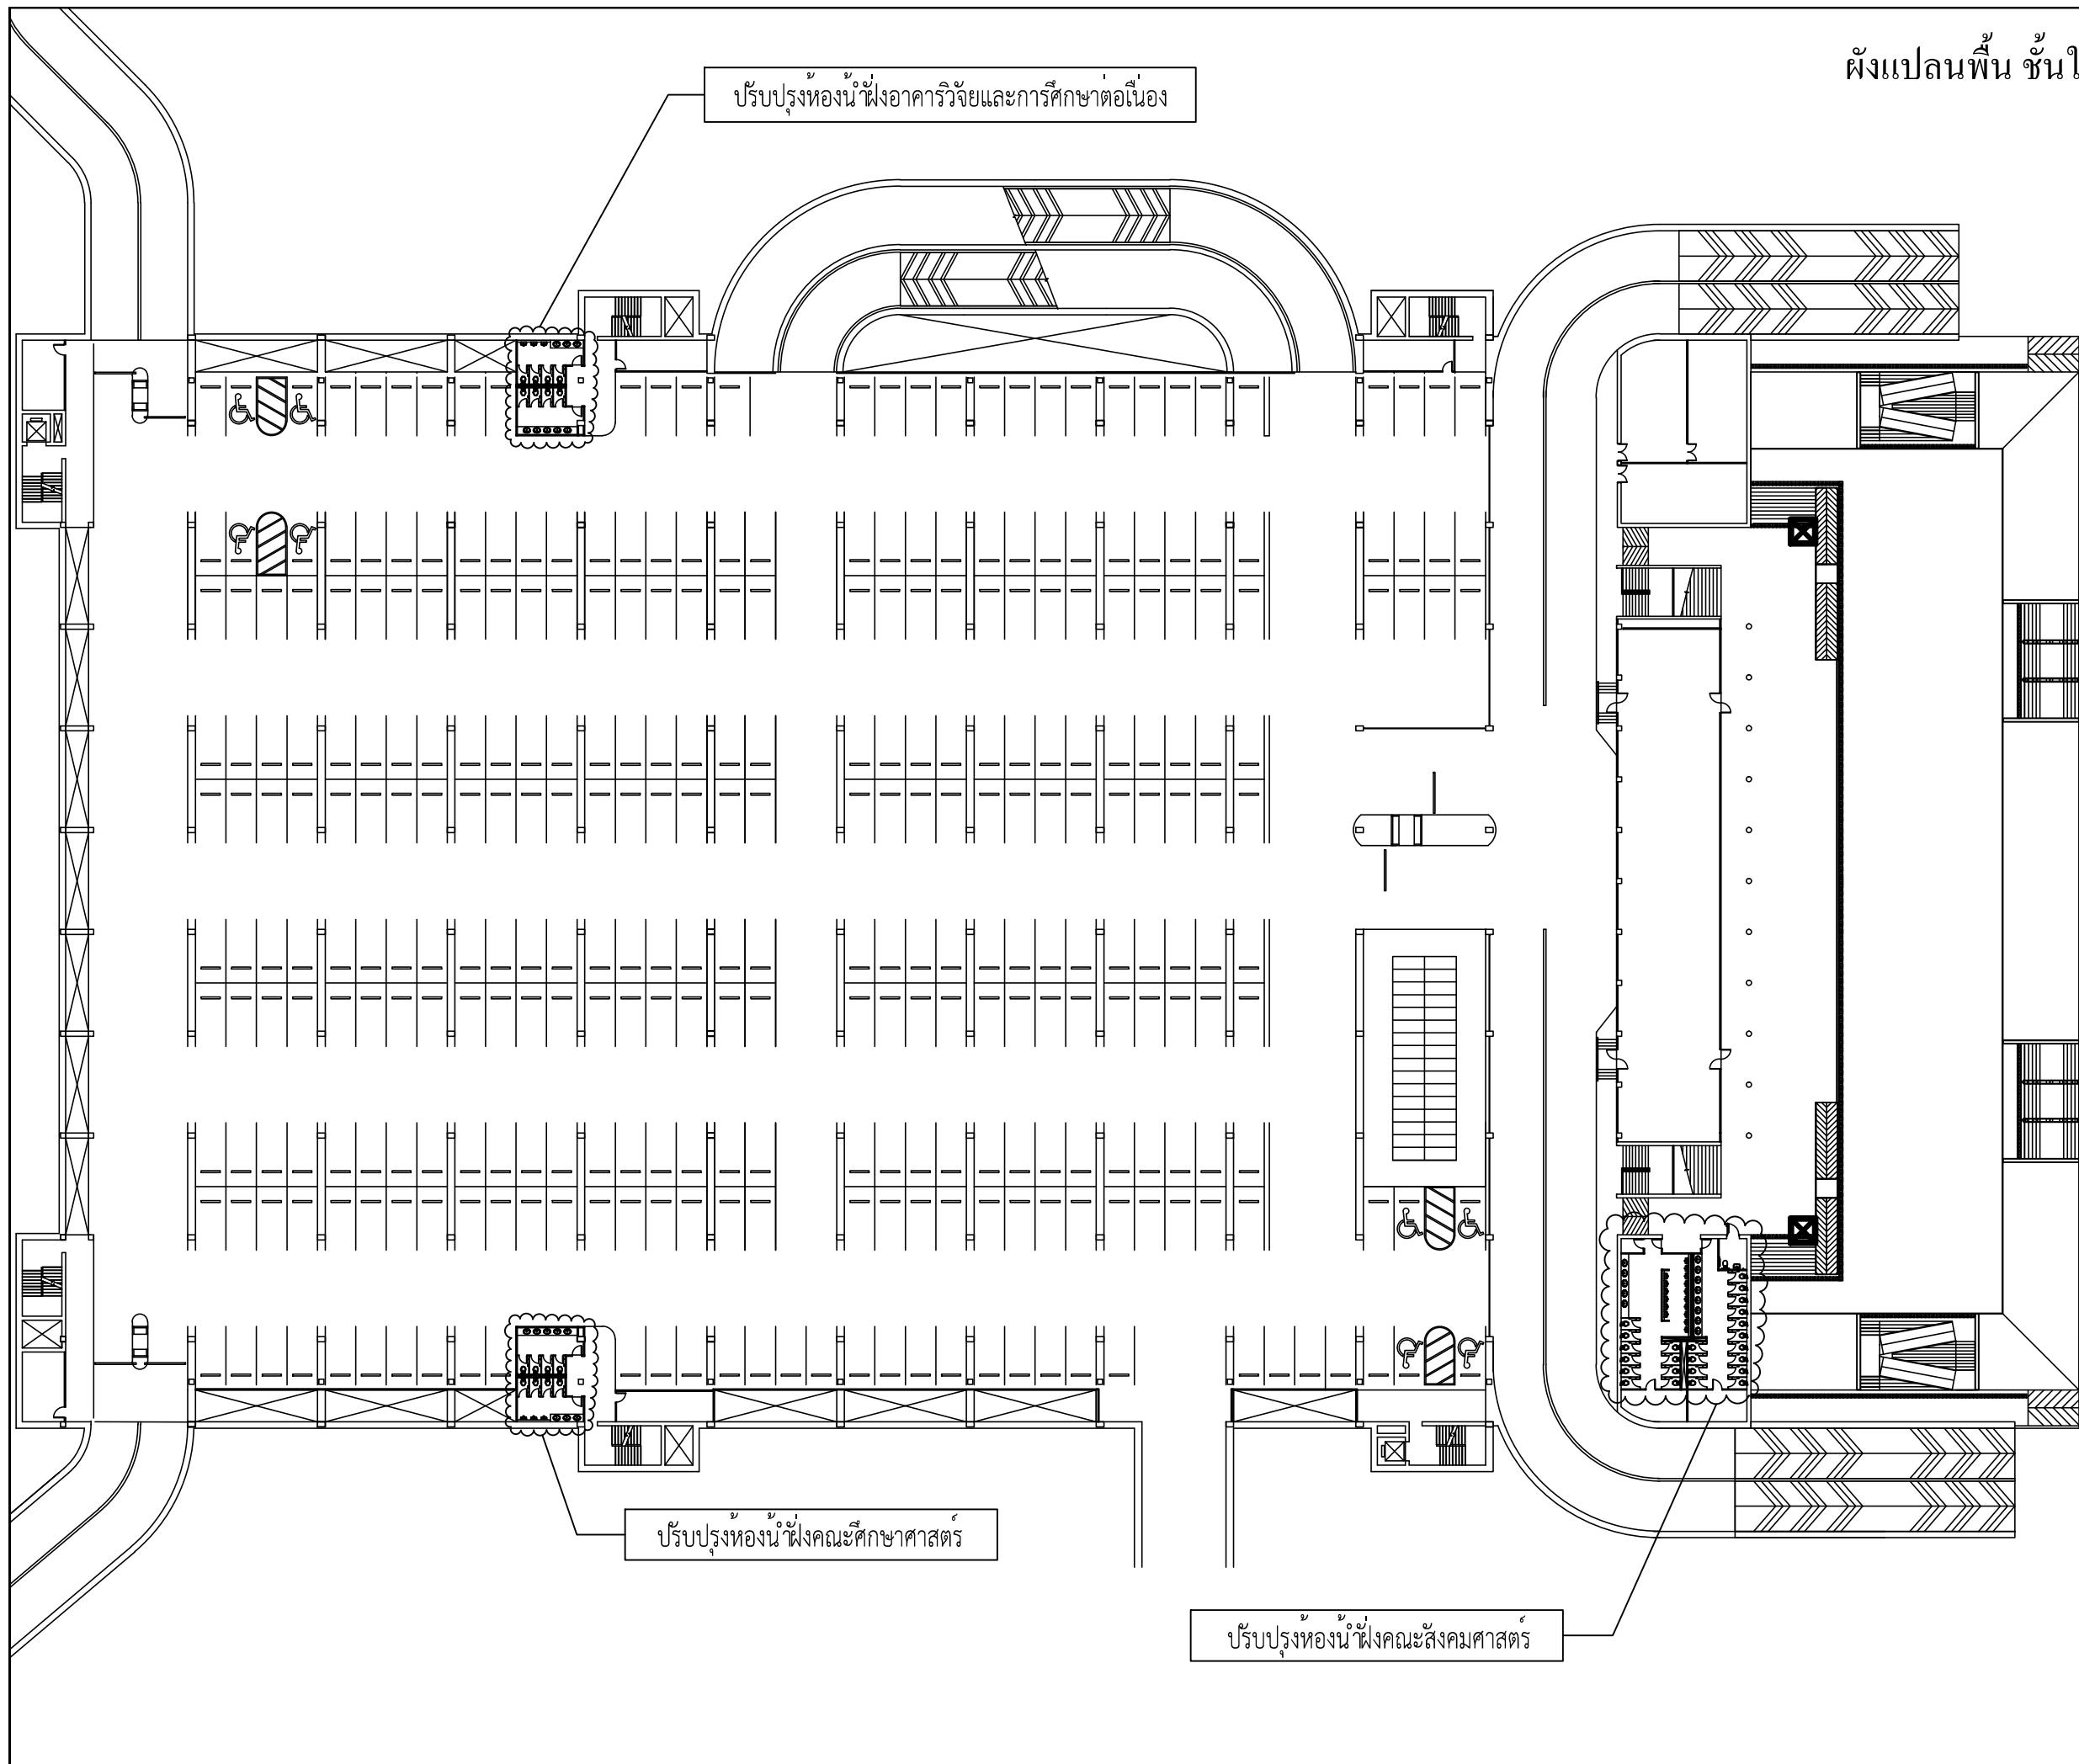 ผังแปลนพื้น ชั้นใ
ปรับปรุงห้องน้ำฝั่งอาคารวิจัยและการศึกษาต่อเนื่อง
ปรับปรุงห้องน้ำฝั่งคณะศึกษาศาสตร์
ปรับปรุงห้องน้ำฝั่งคณะสังคมศาสตร์